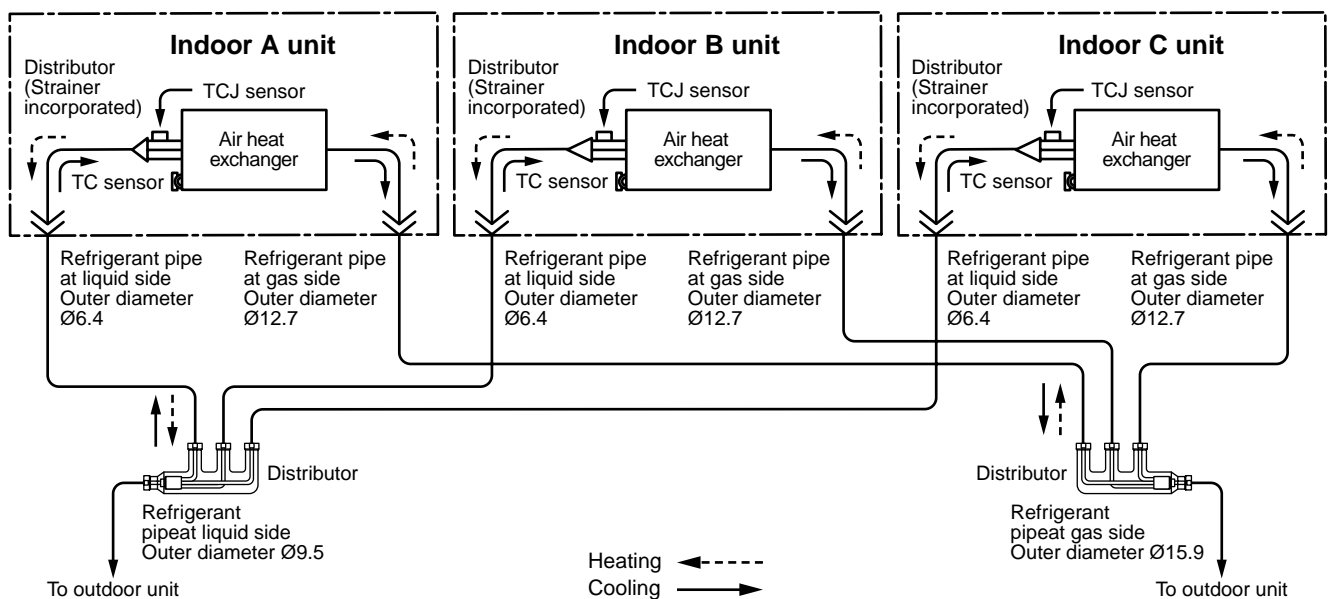 Indoor A unit
Distributor
(Strainer
incorporated)
TCJ sensor
Air heat
exchanger
TC sensor
Refrigerant pipe
at liquid side
Outer diameter
Ø6.4
Refrigerant pipe
at gas side
Outer diameter
Ø12.7
Indoor B unit
Distributor
(Strainer
incorporated)
TCJ sensor
Air heat
exchanger
TC sensor
Refrigerant pipe
at liquid side
Outer diameter
Ø6.4
Refrigerant pipe
at gas side
Outer diameter
Ø12.7
Indoor C unit
Distributor
(Strainer
incorporated)
TCJ sensor
Air heat
exchanger
TC sensor
Refrigerant pipe
at liquid side
Outer diameter
Ø6.4
Refrigerant pipe
at gas side
Outer diameter
Ø12.7
Distributor
Refrigerant
pipeat liquid side
Outer diameter Ø9.5
To outdoor unit
Heating
Cooling
Distributor
Refrigerant
pipeat gas side
Outer diameter Ø15.9
To outdoor unit